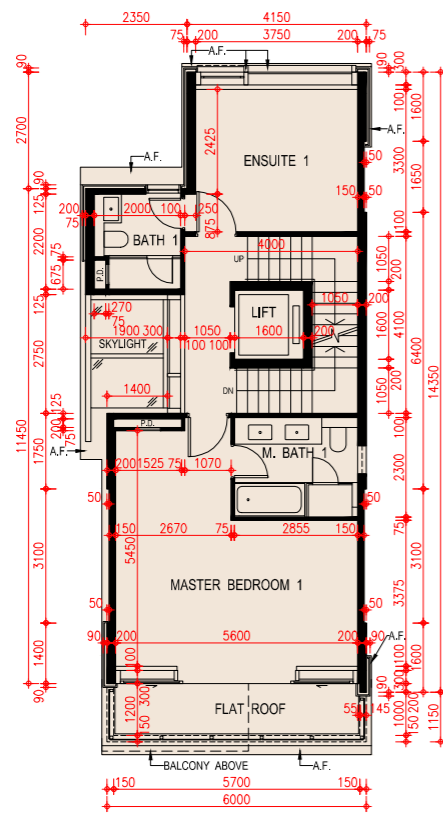 2350 4150
75 200 3750 200 75
A.F.
90 300
2700
100
1600
2425
ENSUITE 1
A.F.
3300
A.F.
1650
50
90
125
200 2000 100 250
150 50
75
875
1100
BATH 1
2200
4000
75
675
P.D.
UP
1050
200
125
270
75
1050 200
LIFT
1900 300 1050 1600 200
SKYLIGHT
100 100
1600
4100
6400
14350
2750
1400
DN
1050
200
125
200
75
P.D.
100
11450
1750
A.F.
M. BATH 1
200 1525 75 1070
2300
50 50
150 2670 75 2855 150
75
5450
3100 3100
MASTER BEDROOM 1
3375
50 50
90 200 5600 200 90
A.F.
1400
100
100
1600
300
300
90
90
1200
FLAT ROOF
55 145
1000
150 200
1150
150
BALCONY ABOVE A.F.
150 5700 150
6000